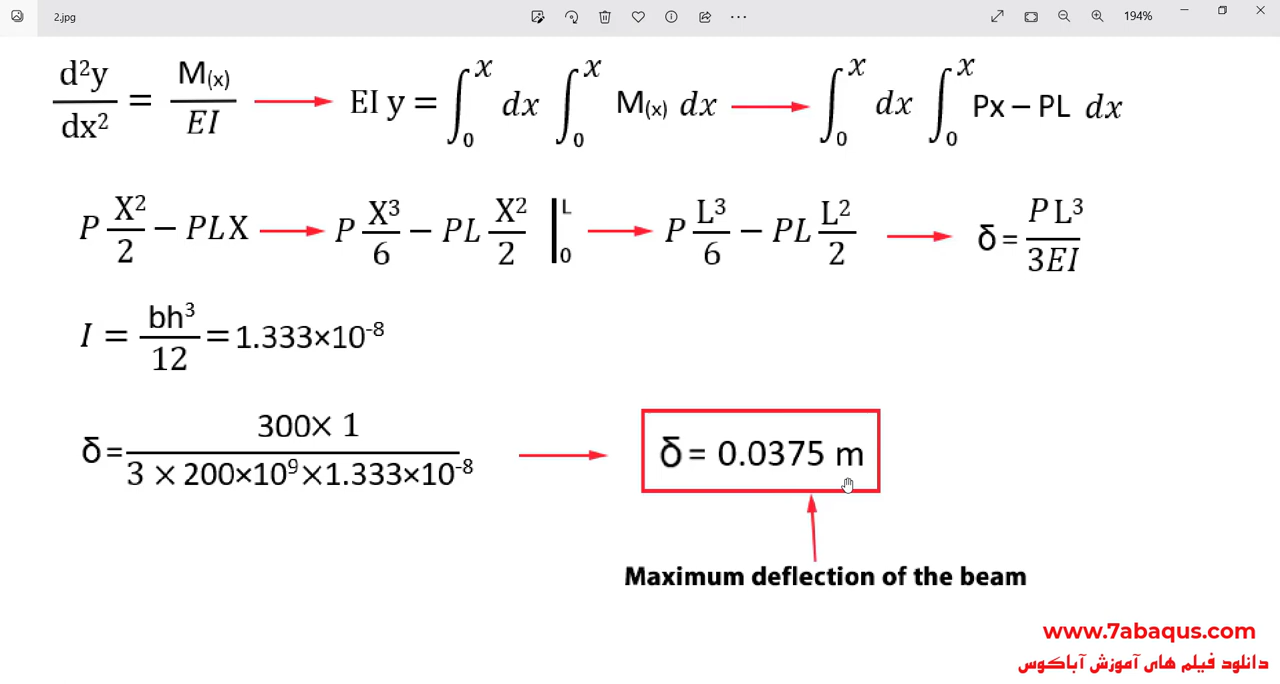 2.jpg
194%
d²y/dx² = M(x)/EI → EI y = ∫₀ˣ dx ∫₀ˣ M(x) dx → ∫₀ˣ dx ∫₀ˣ Px – PL dx
P X²/2 – PLX → P X³/6 – PL X²/2 |₀ᴸ → P L³/6 – PL L²/2 → δ = PL³/3EI
I = bh³/12 = 1.333×10⁻⁸
δ = 300× 1 / 3 × 200×10⁹×1.333×10⁻⁸ → δ = 0.0375 m
Maximum deflection of the beam
www.7abaqus.com
دانلود فیلم های آموزش آباکوس